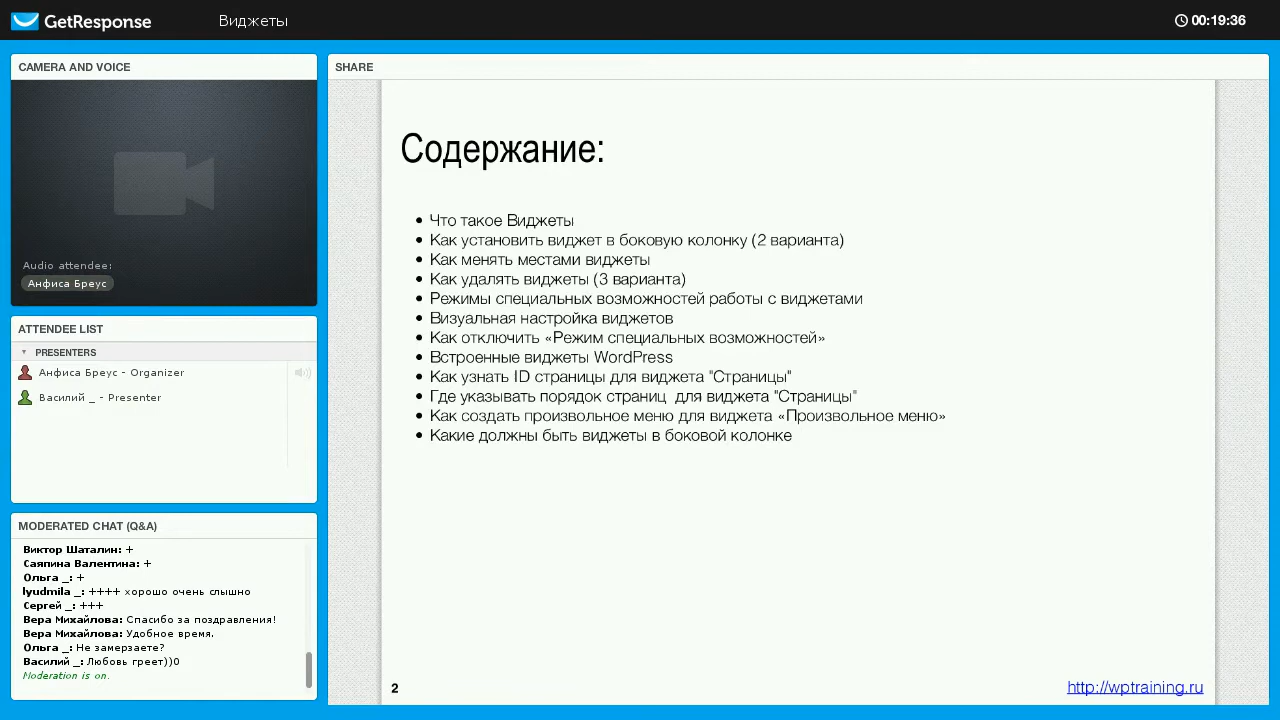 GetResponse
Виджеты
00:19:36
CAMERA AND VOICE
Audio attendee:
Анфиса Бреус
ATTENDEE LIST
PRESENTERS
Анфиса Бреус - Organizer
Василий _ - Presenter
MODERATED CHAT (Q&A)
Виктор Шаталин: +
Саяпина Валентина: +
Ольга _: +
lyudmila _: ++++ хорошо очень слышно
Сергей _: +++
Вера Михайлова: Спасибо за поздравления!
Вера Михайлова: Удобное время.
Ольга _: Не замерзаете?
Василий _: Любовь греет))0
Moderation is on.
SHARE
Содержание:
• Что такое Виджеты
• Как установить виджет в боковую колонку (2 варианта)
• Как менять местами виджеты
• Как удалять виджеты (3 варианта)
• Режимы специальных возможностей работы с виджетами
• Визуальная настройка виджетов
• Как отключить «Режим специальных возможностей»
• Встроенные виджеты WordPress
• Как узнать ID страницы для виджета "Страницы"
• Где указывать порядок страниц для виджета "Страницы"
• Как создать произвольное меню для виджета «Произвольное меню»
• Какие должны быть виджеты в боковой колонке
2
http://wptraining.ru